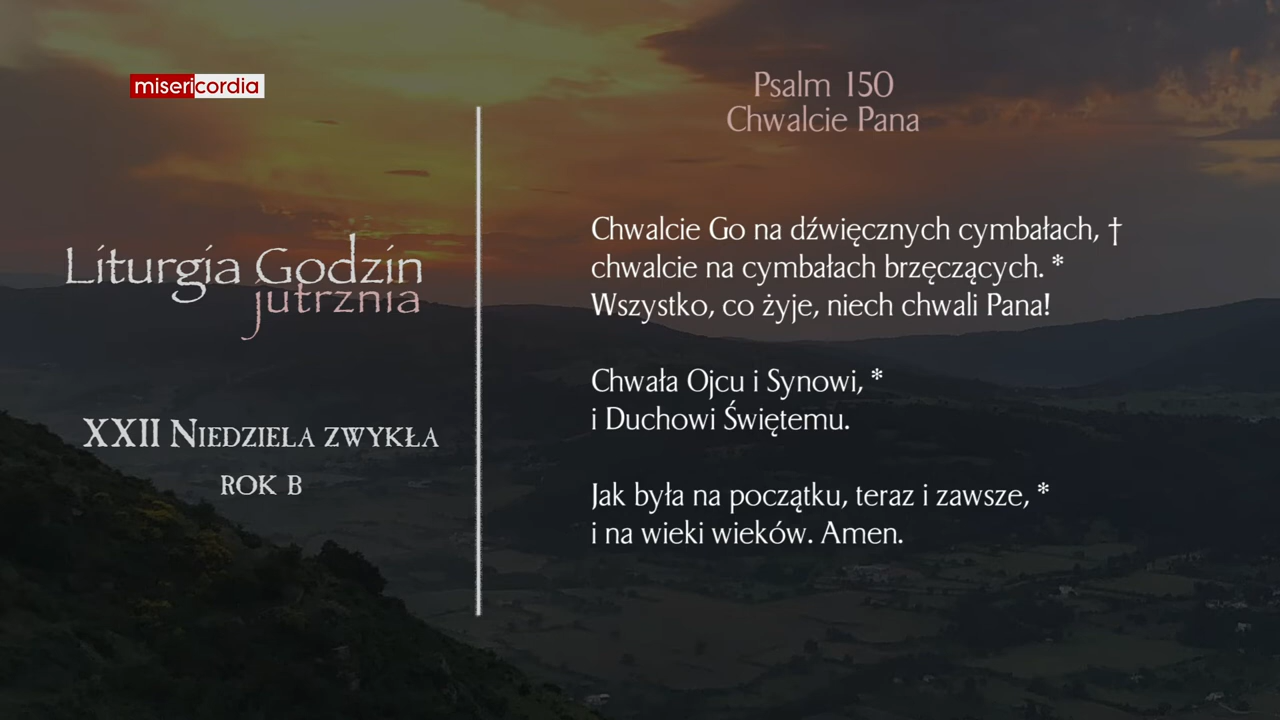 misericordia
Liturgia Godzin
jutrznia
XXII Niedziela zwykła
rok B
Psalm 150
Chwalcie Pana
Chwalcie Go na dźwięcznych cymbałach, †
chwalcie na cymbałach brzęczących. *
Wszystko, co żyje, niech chwali Pana!
Chwała Ojcu i Synowi, *
i Duchowi Świętemu.
Jak była na początku, teraz i zawsze, *
i na wieki wieków. Amen.